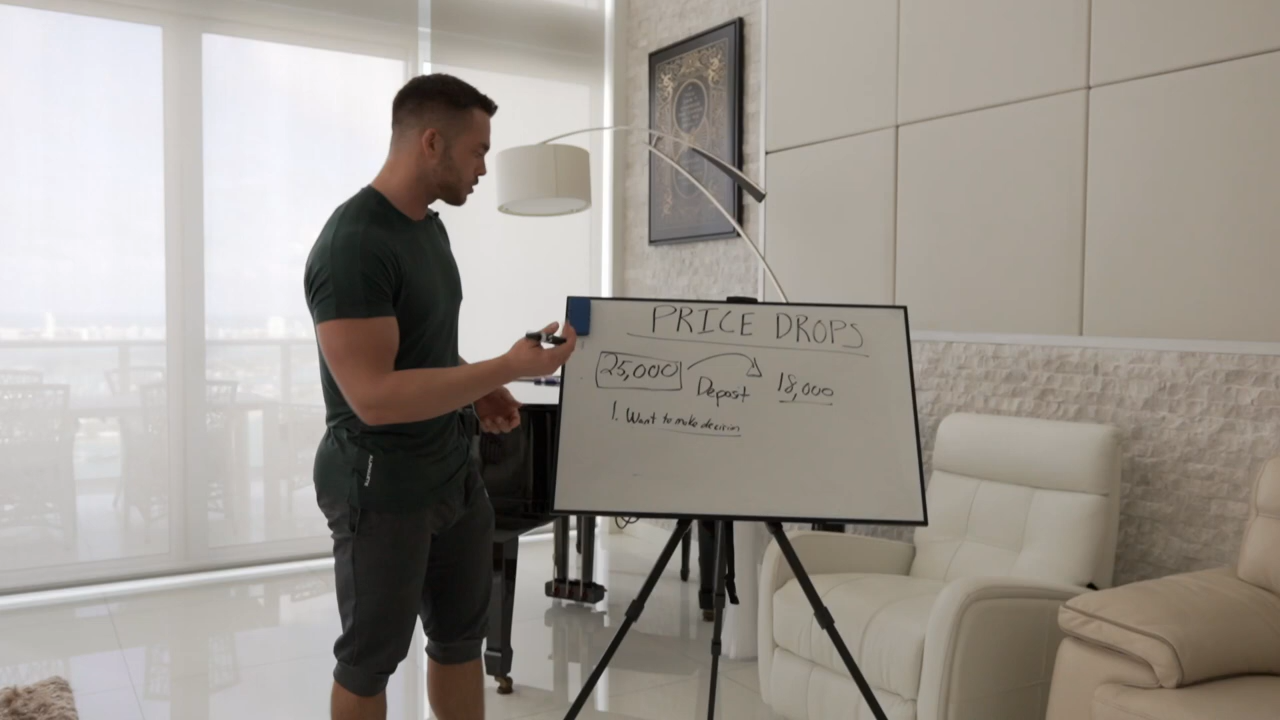 PRICE DROPS
25,000 Deposit 18,000
1. Want to make decision